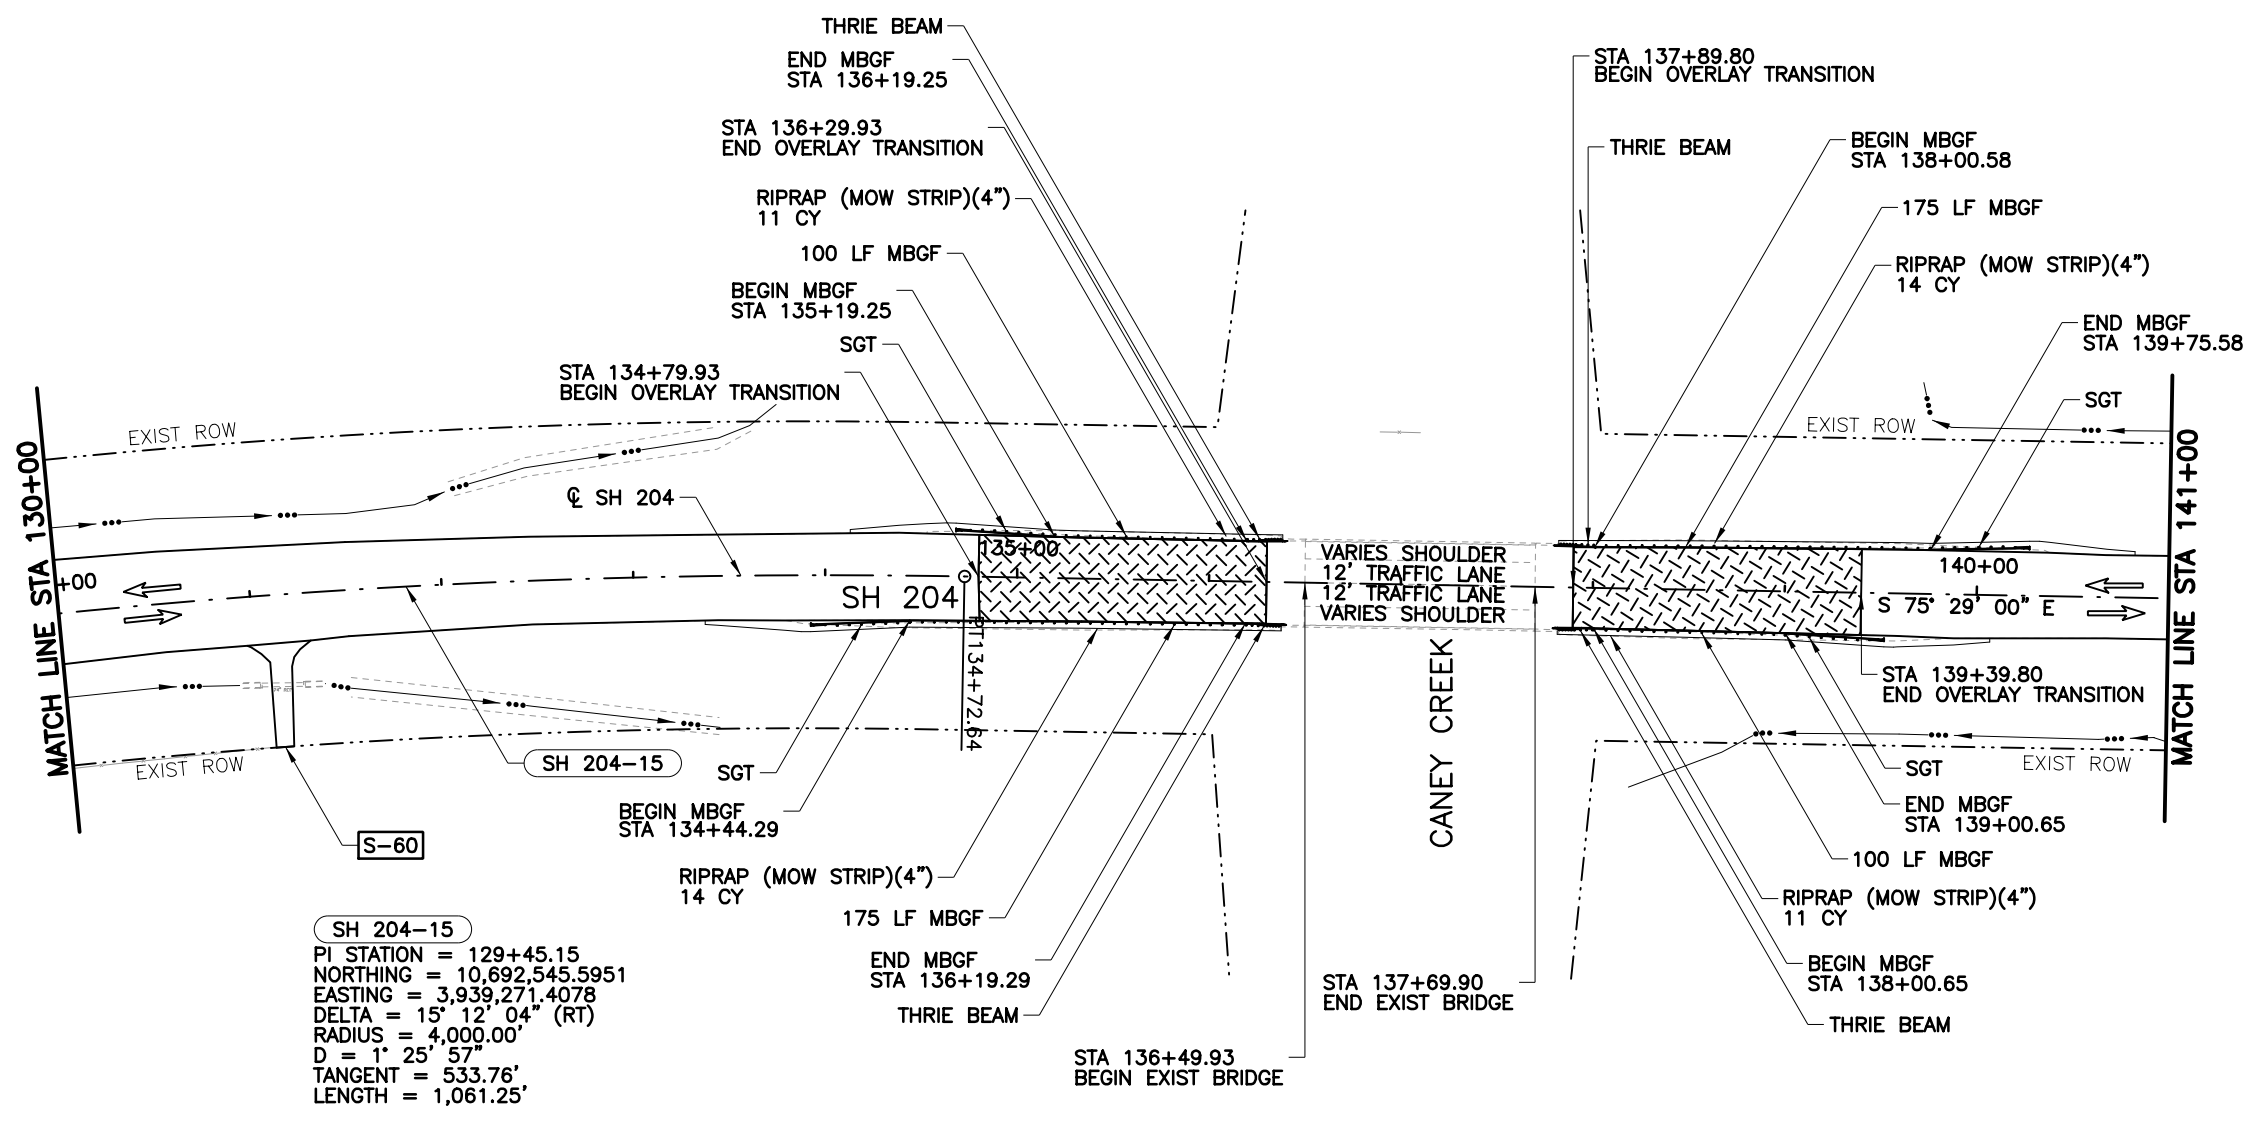 THRIE BEAM
END MBGF
STA 136+19.25
STA 136+29.93
END OVERLAY TRANSITION
RIPRAP (MOW STRIP)(4")
11 CY
100 LF MBGF
BEGIN MBGF
STA 135+19.25
SGT
STA 134+79.93
BEGIN OVERLAY TRANSITION
STA 137+89.80
BEGIN OVERLAY TRANSITION
THRIE BEAM
BEGIN MBGF
STA 138+00.58
175 LF MBGF
RIPRAP (MOW STRIP)(4")
14 CY
END MBGF
STA 139+75.58
SGT
EXIST ROW
EXIST ROW
MATCH LINE STA 130+00
MATCH LINE STA 141+00
℄ SH 204
+00
135+00
SH 204
PT134+72.64
VARIES SHOULDER
12' TRAFFIC LANE
12' TRAFFIC LANE
VARIES SHOULDER
140+00
S 75° 29' 00" E
CANEY CREEK
STA 139+39.80
END OVERLAY TRANSITION
EXIST ROW
EXIST ROW
SH 204-15
SGT
BEGIN MBGF
STA 134+44.29
S-60
RIPRAP (MOW STRIP)(4")
14 CY
175 LF MBGF
END MBGF
STA 136+19.29
THRIE BEAM
STA 136+49.93
BEGIN EXIST BRIDGE
STA 137+69.90
END EXIST BRIDGE
SGT
END MBGF
STA 139+00.65
100 LF MBGF
RIPRAP (MOW STRIP)(4")
11 CY
BEGIN MBGF
STA 138+00.65
THRIE BEAM
SH 204-15
PI STATION = 129+45.15
NORTHING = 10,692,545.5951
EASTING = 3,939,271.4078
DELTA = 15° 12' 04" (RT)
RADIUS = 4,000.00'
D = 1° 25' 57"
TANGENT = 533.76'
LENGTH = 1,061.25'